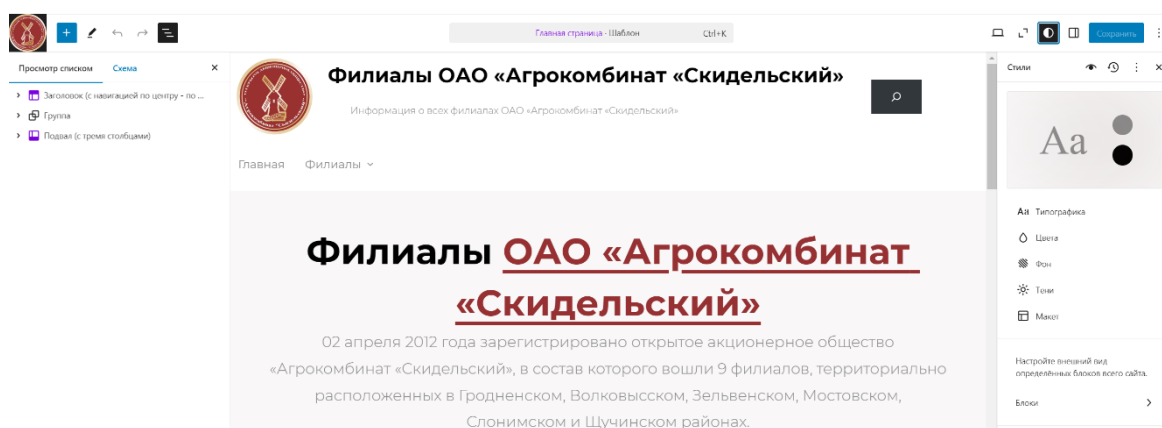 Главная страница · Шаблон Ctrl+K
Сохранить
Просмотр списком Схема
Заголовок (с навигацией по центру - по ...
Группа
Подвал (с тремя столбцами)
Филиалы ОАО «Агрокомбинат «Скидельский»
Информация о всех филиалах ОАО «Агрокомбинат «Скидельский»
Главная Филиалы
Филиалы ОАО «Агрокомбинат
«Скидельский»
02 апреля 2012 года зарегистрировано открытое акционерное общество
«Агрокомбинат «Скидельский», в состав которого вошли 9 филиалов, территориально
расположенных в Гродненском, Волковысском, Зельвенском, Мостовском,
Слонимском и Щучинском районах.
Стили
Aa
Aя Типографика
Цвета
Фон
Тени
Макет
Настройте внешний вид
определённых блоков всего сайта.
Блоки